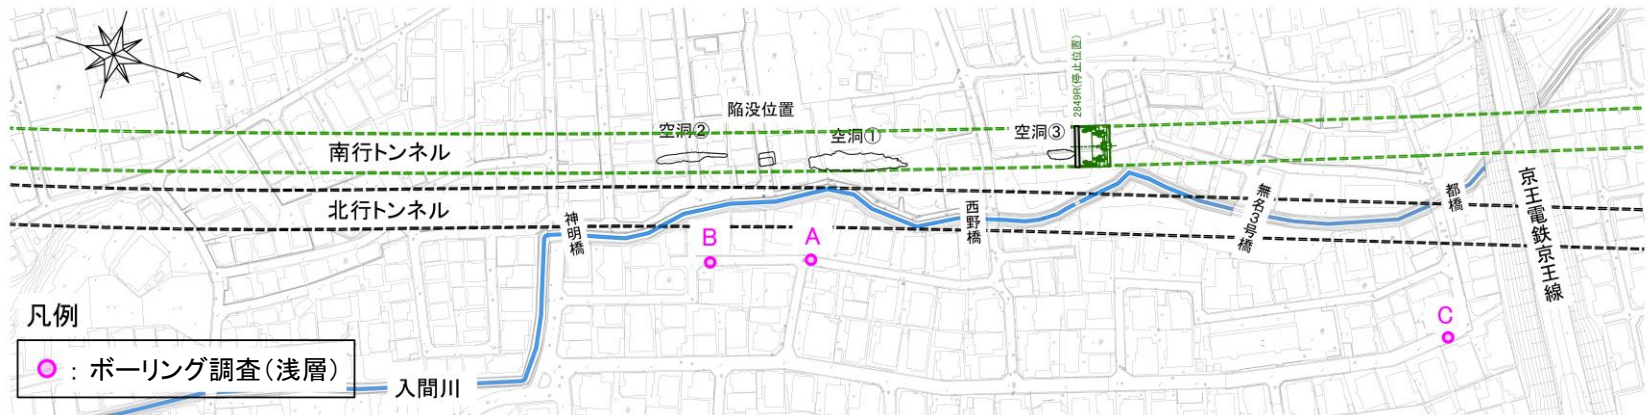 2849R(停止位置)
陥没位置
空洞②
空洞①
空洞③
南行トンネル
北行トンネル
神明橋
西野橋
無名3号橋
都橋
京王電鉄京王線
B
A
C
凡例
:ボーリング調査(浅層)
入間川